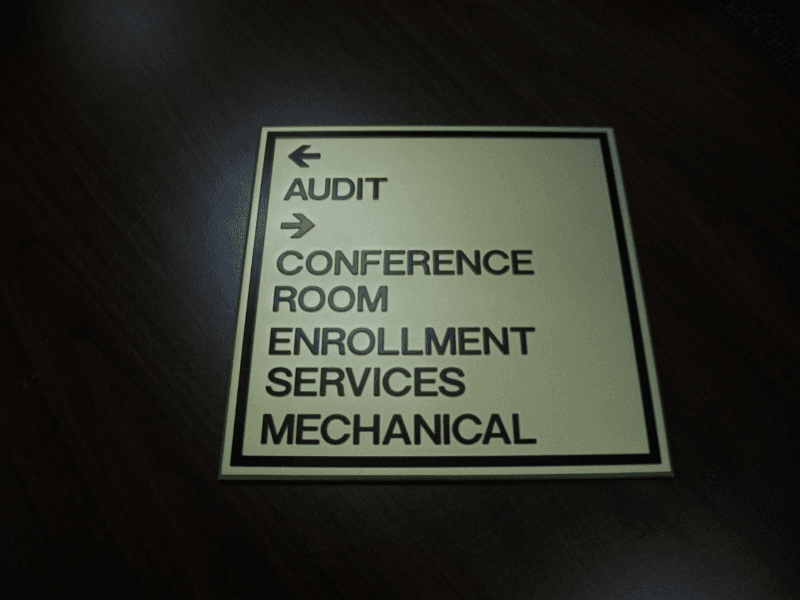 ←
AUDIT
→
CONFERENCE
ROOM
ENROLLMENT
SERVICES
MECHANICAL